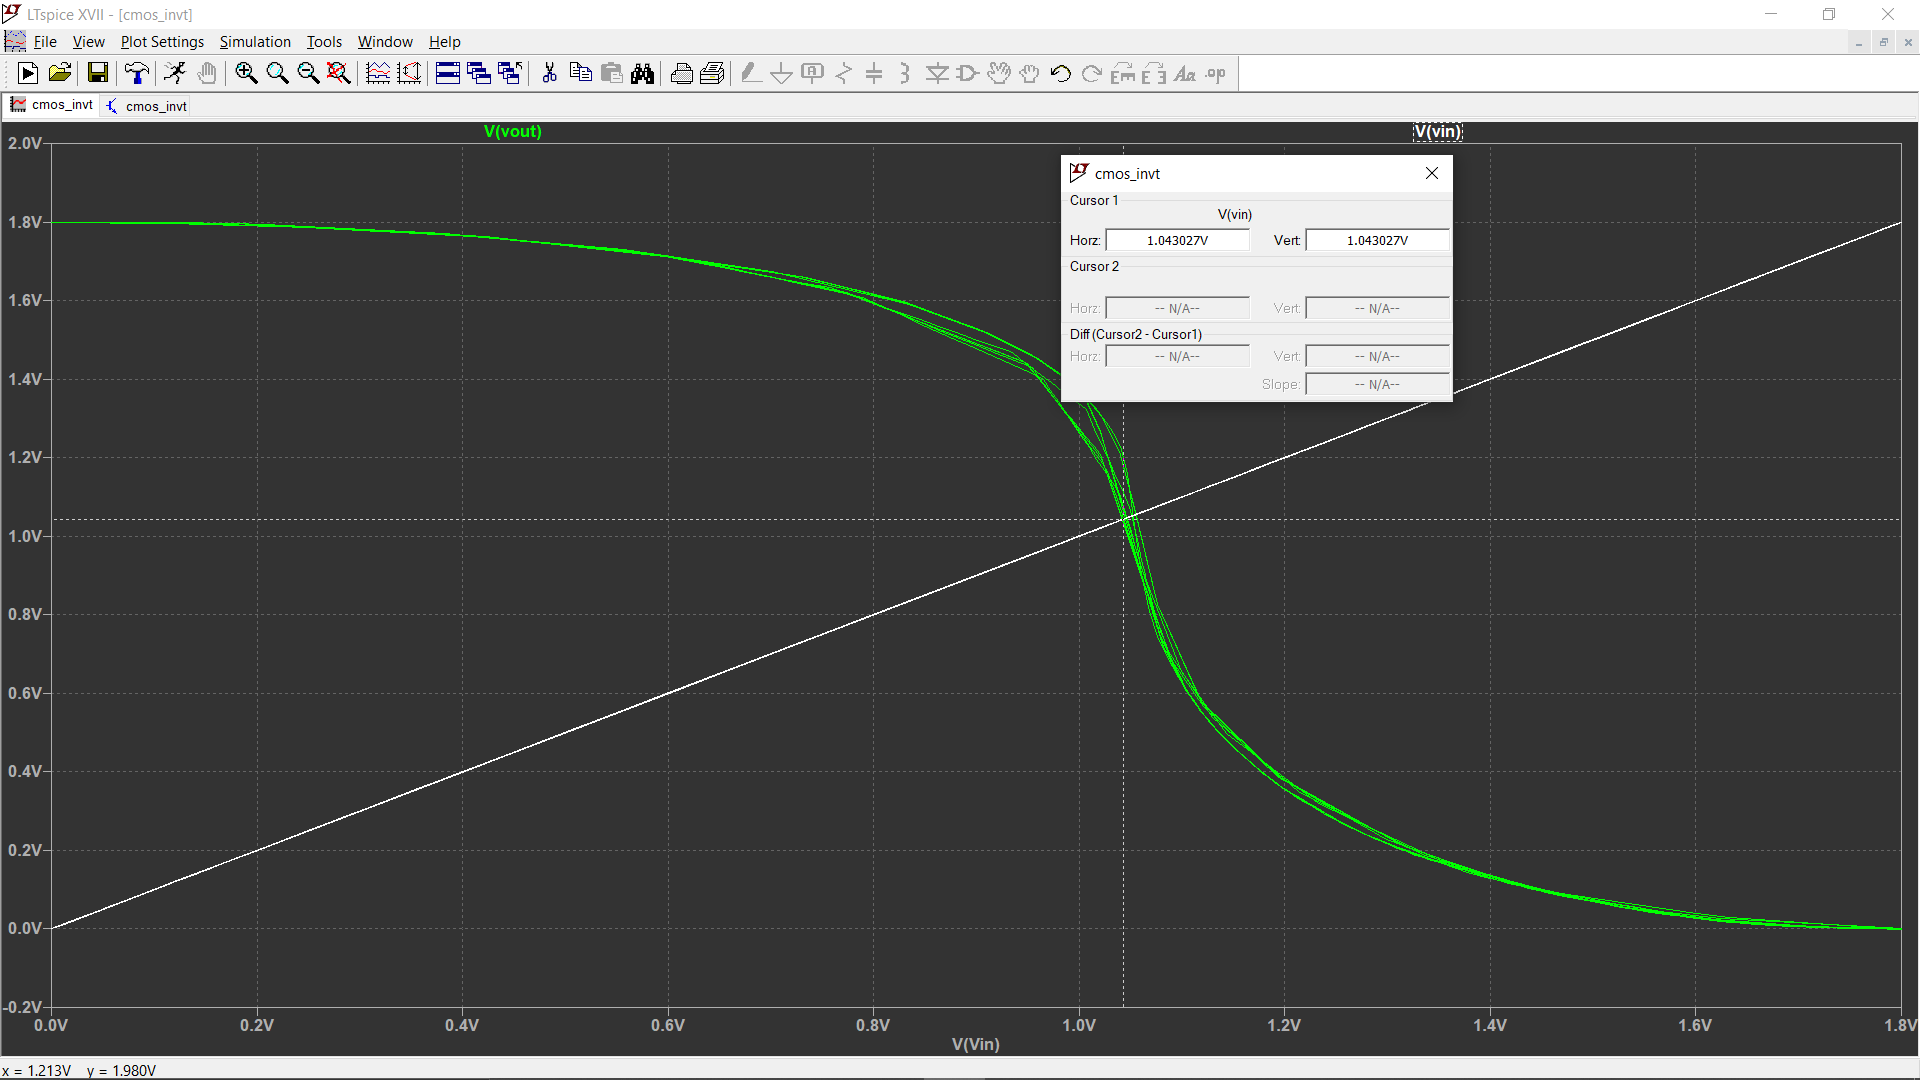 LTspice XVII - [cmos_invt]
File View Plot Settings Simulation Tools Window Help
cmos_invt cmos_invt
V(vout) V(vin)
2.0V
1.8V
1.6V
1.4V
1.2V
1.0V
0.8V
0.6V
0.4V
0.2V
0.0V
-0.2V
cmos_invt
Cursor 1
V(vin)
Horz: 1.043027V Vert: 1.043027V
Cursor 2
Horz: -- N/A-- Vert: -- N/A--
Diff (Cursor2 - Cursor1)
Horz: -- N/A-- Vert: -- N/A--
Slope: -- N/A--
0.0V 0.2V 0.4V 0.6V 0.8V 1.0V 1.2V 1.4V 1.6V 1.8V
V(Vin)
x = 1.213V y = 1.980V